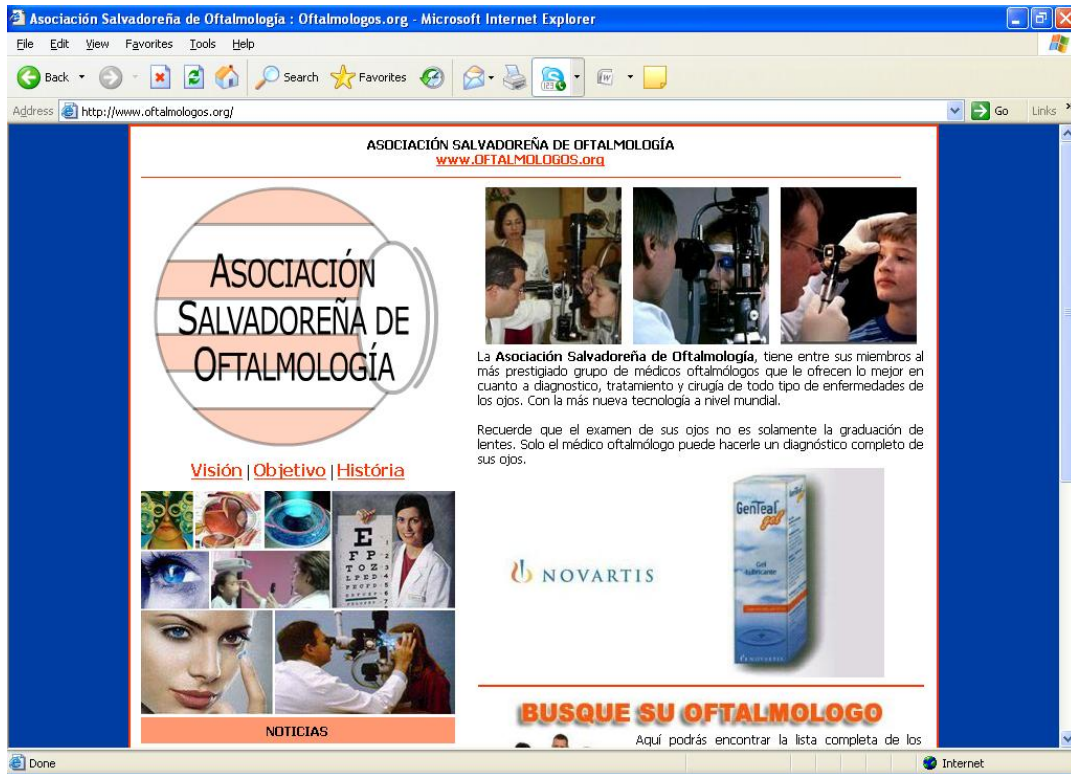 Asociación Salvadoreña de Oftalmología : Oftalmologos.org - Microsoft Internet Explorer
File Edit View Favorites Tools Help
Back Search Favorites
Address http://www.oftalmologos.org/ Go Links
ASOCIACIÓN SALVADOREÑA DE OFTALMOLOGÍA
www.OFTALMOLOGOS.org
ASOCIACIÓN
SALVADOREÑA DE
OFTALMOLOGÍA
Visión | Objetivo | História
E
F P
T O Z
L P E D
NOTICIAS
La Asociación Salvadoreña de Oftalmología, tiene entre sus miembros al
más prestigiado grupo de médicos oftalmólogos que le ofrecen lo mejor en
cuanto a diagnostico, tratamiento y cirugía de todo tipo de enfermedades de
los ojos. Con la más nueva tecnología a nivel mundial.
Recuerde que el examen de sus ojos no es solamente la graduación de
lentes. Solo el médico oftalmólogo puede hacerle un diagnóstico completo de
sus ojos.
NOVARTIS
GenTeal
gel
Gel
Lubricante
NOVARTIS
BUSQUE SU OFTALMOLOGO
Aquí podrás encontrar la lista completa de los
Done Internet